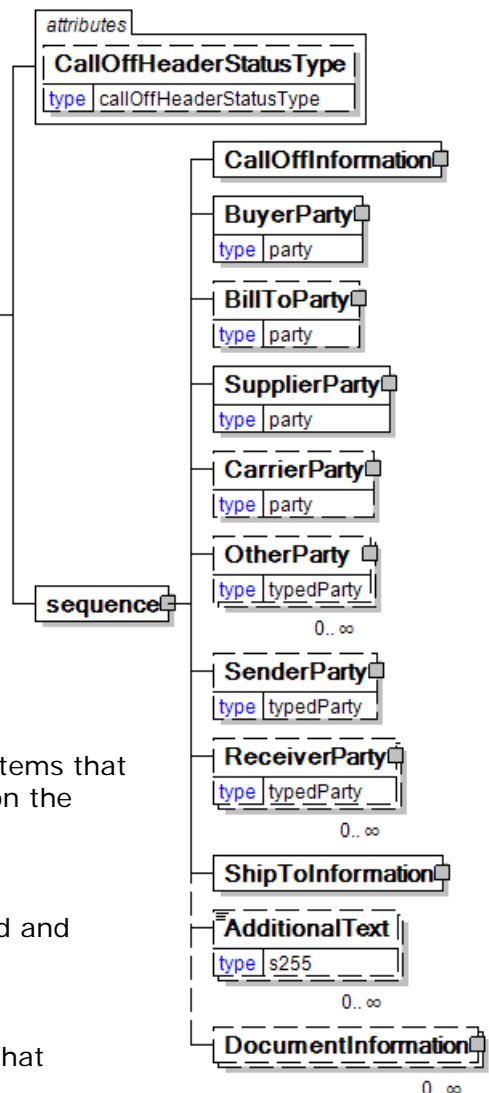 attributes
CallOffHeaderStatusType
type callOffHeaderStatusType
CallOffInformation
BuyerParty
type party
BillToParty
type party
SupplierParty
type party
CarrierParty
type party
OtherParty
type typedParty
0.. ∞
sequence
SenderParty
type typedParty
tems that
on the
ReceiverParty
type typedParty
0.. ∞
ShipToInformation
d and
AdditionalText
type s255
0.. ∞
hat
DocumentInformation
0.. ∞